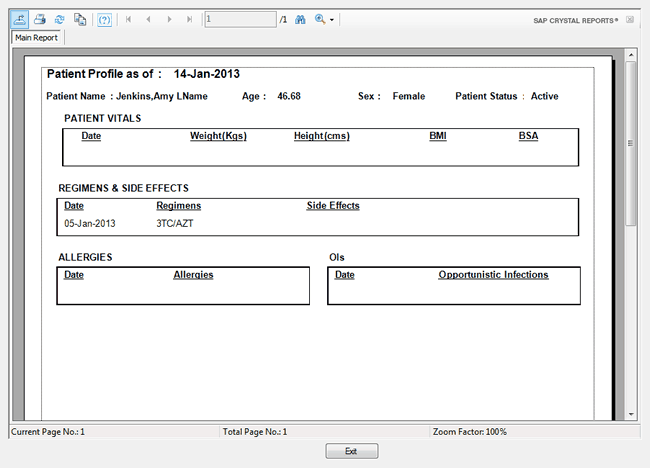 1 /1 SAP CRYSTAL REPORTS®
Main Report
Patient Profile as of : 14-Jan-2013
Patient Name : Jenkins,Amy LName Age : 46.68 Sex : Female Patient Status : Active
PATIENT VITALS
Date Weight(Kgs) Height(cms) BMI BSA
REGIMENS & SIDE EFFECTS
Date Regimens Side Effects
05-Jan-2013 3TC/AZT
ALLERGIES OIs
Date Allergies Date Opportunistic Infections
Current Page No.: 1 Total Page No.: 1 Zoom Factor: 100%
Exit